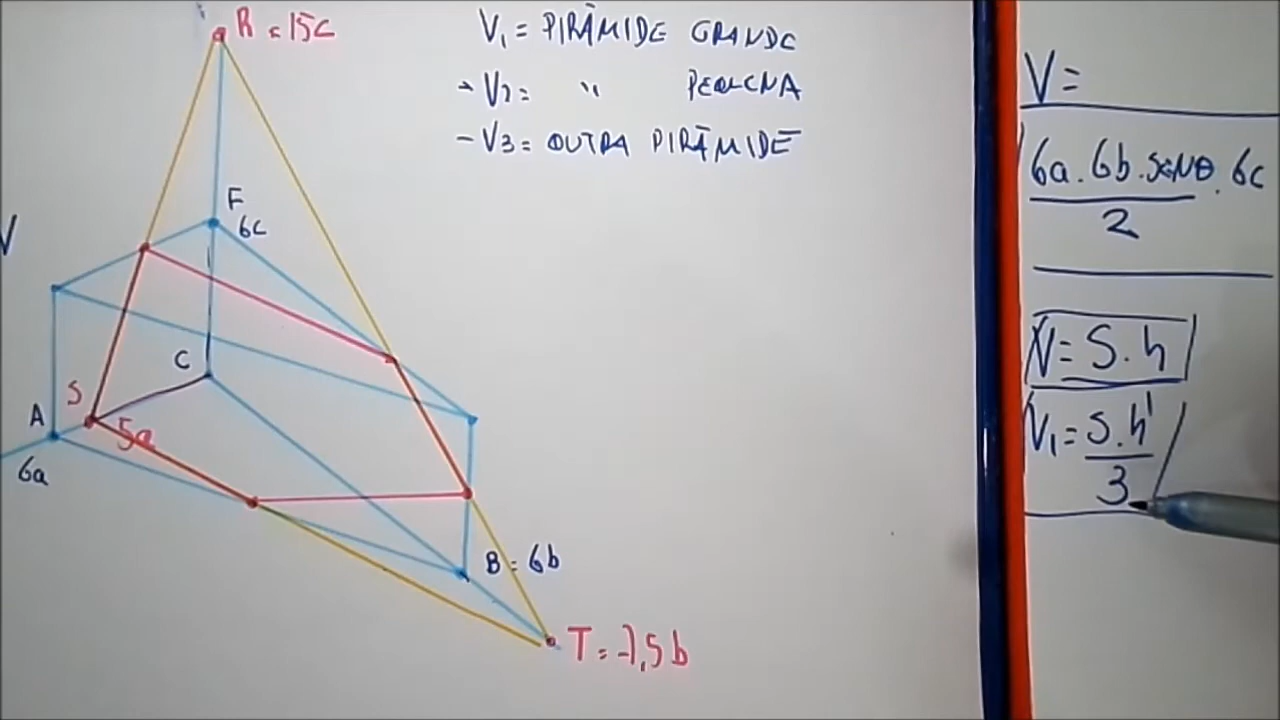 R = 15c
V₁ = PIRÂMIDE GRANDE
→ V₂ = " PEQUENA
– V₃ = OUTRA PIRÂMIDE
F
6c
V
C
S
A
5a
6a
B = 6b
T = 7,5b
V =
6a . 6b . senθ . 6c
2
V = S . h
V₁ = S . h'
3